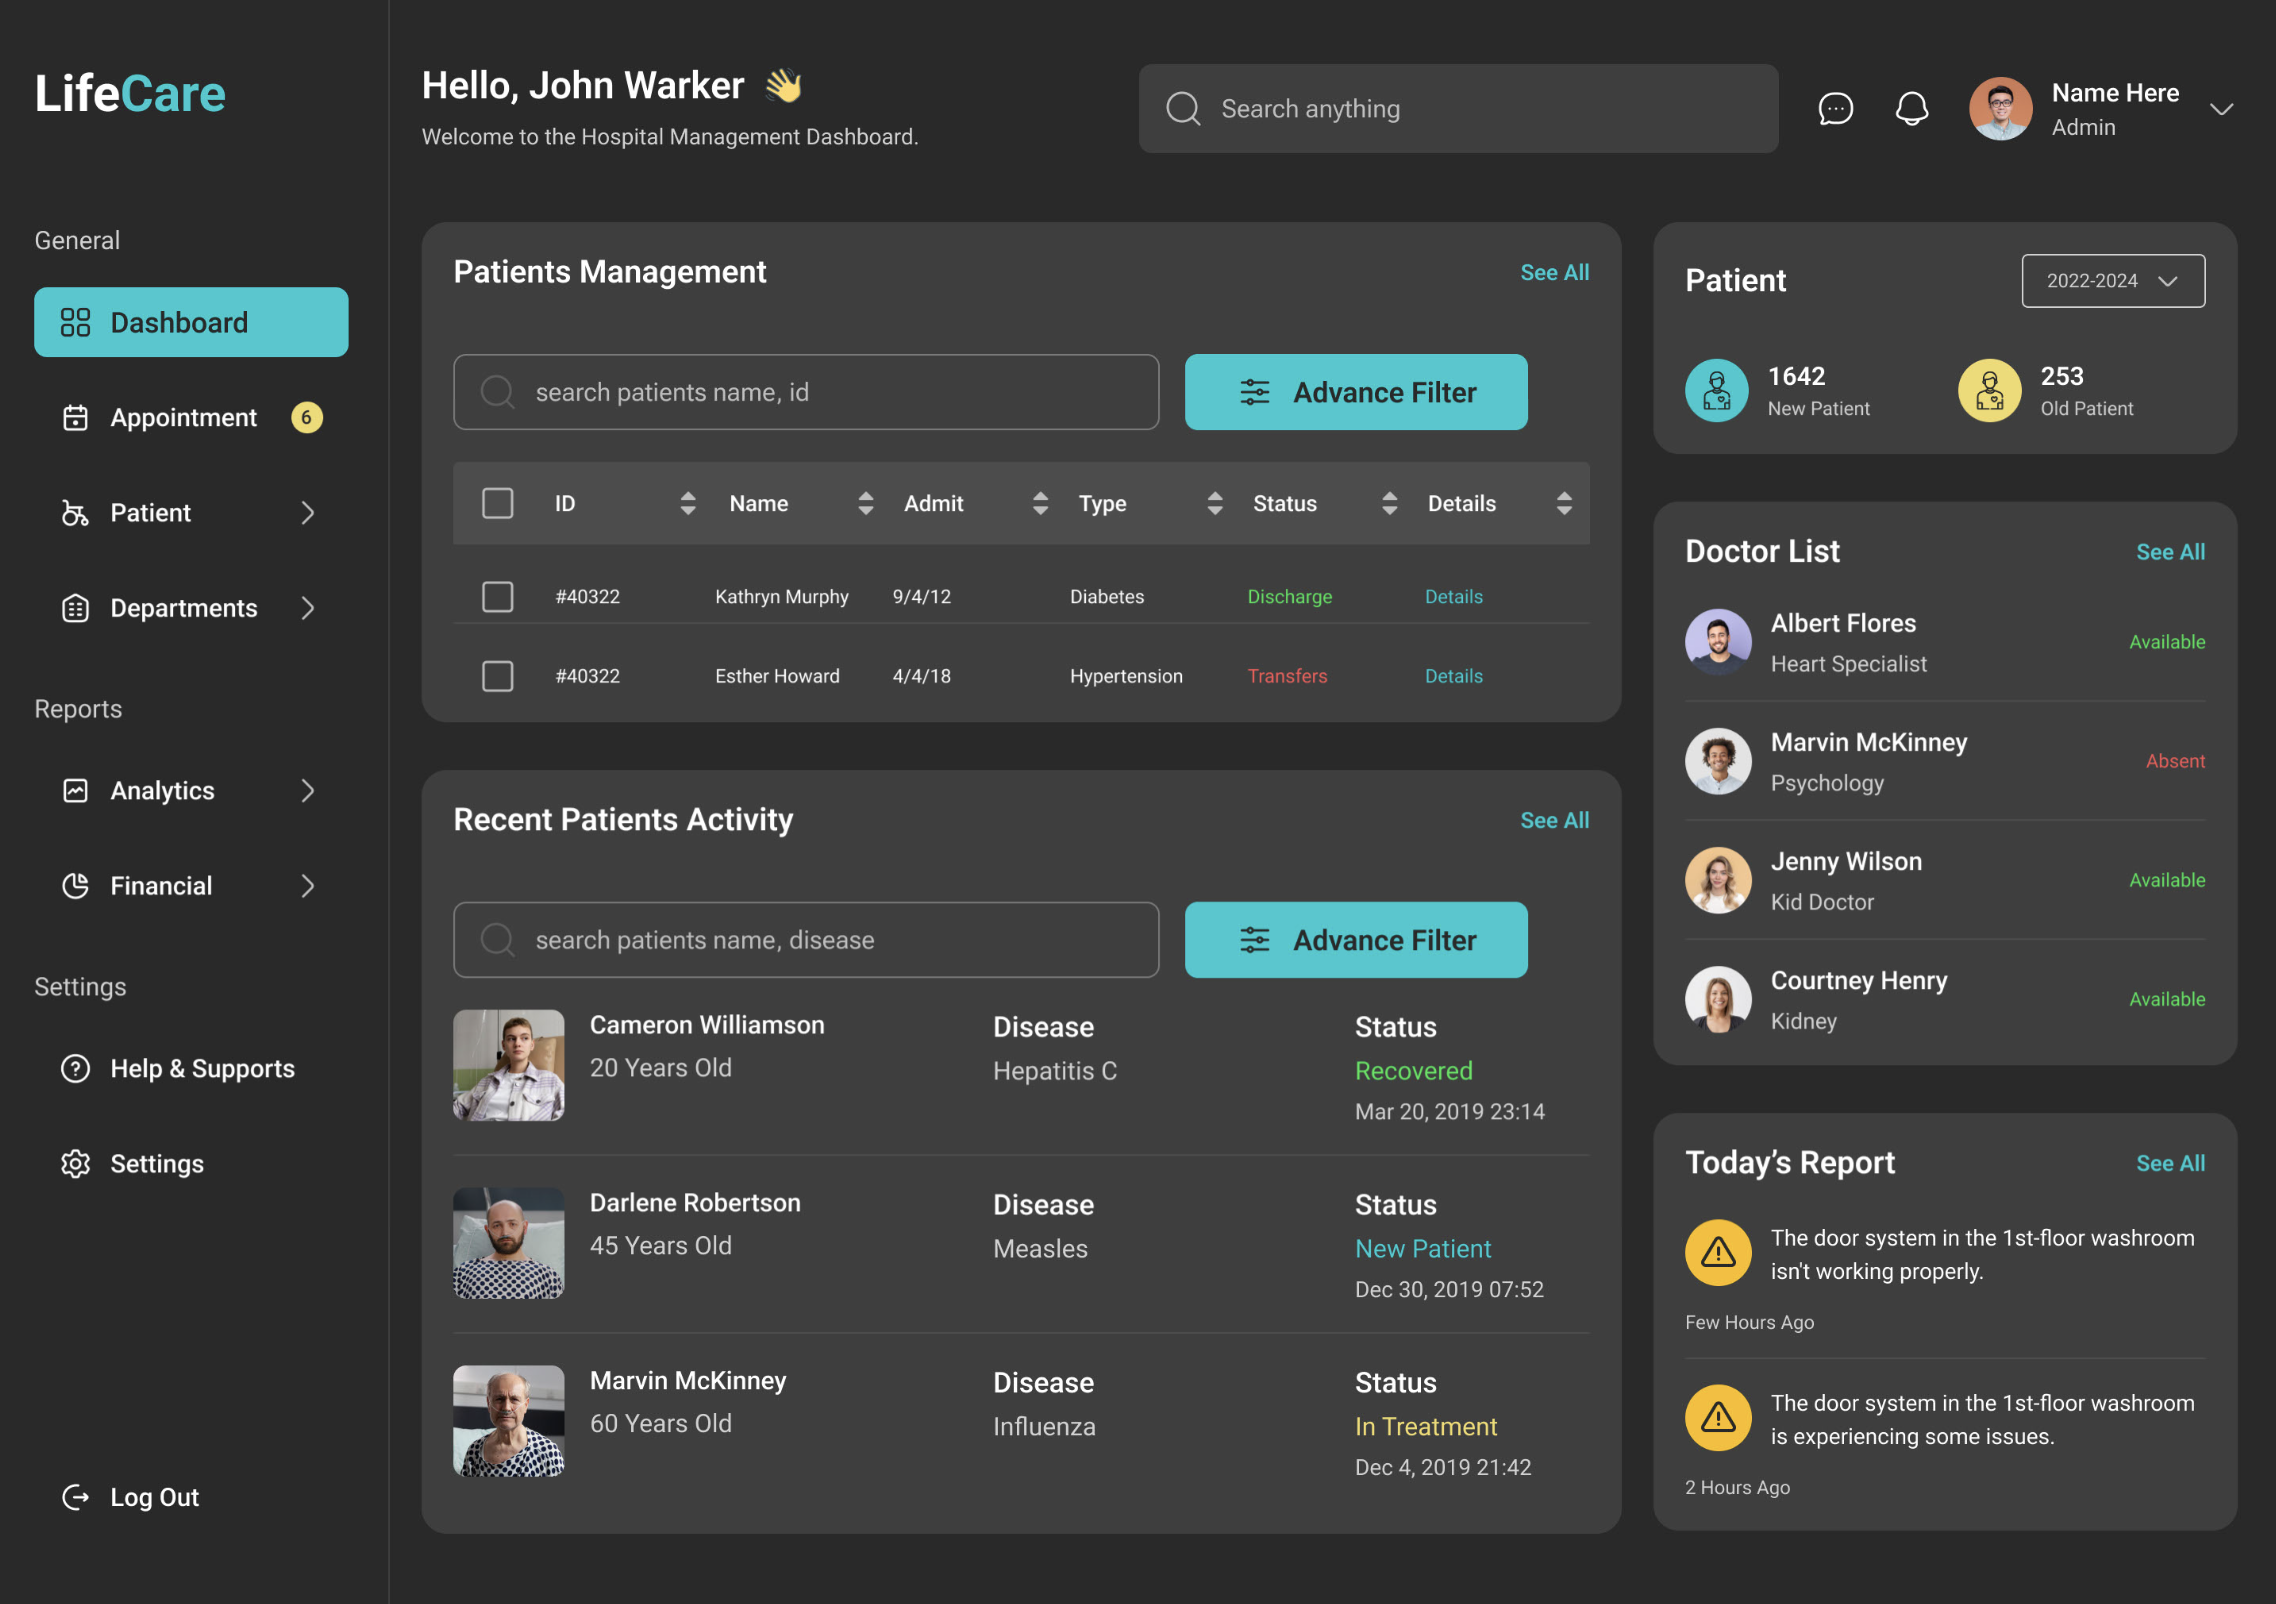 LifeCare
General
Dashboard
Appointment 6
Patient
Departments
Reports
Analytics
Financial
Settings
Help & Supports
Settings
Log Out
Hello, John Warker 👋
Welcome to the Hospital Management Dashboard.
Search anything
Name Here
Admin
Patients Management See All
search patients name, id Advance Filter
ID Name Admit Type Status Details
#40322 Kathryn Murphy 9/4/12 Diabetes Discharge Details
#40322 Esther Howard 4/4/18 Hypertension Transfers Details
Recent Patients Activity See All
search patients name, disease Advance Filter
Cameron Williamson Disease Status
20 Years Old Hepatitis C Recovered
Mar 20, 2019 23:14
Darlene Robertson Disease Status
45 Years Old Measles New Patient
Dec 30, 2019 07:52
Marvin McKinney Disease Status
60 Years Old Influenza In Treatment
Dec 4, 2019 21:42
Patient 2022-2024
1642 253
New Patient Old Patient
Doctor List See All
Albert Flores
Heart Specialist Available
Marvin McKinney
Psychology Absent
Jenny Wilson
Kid Doctor Available
Courtney Henry
Kidney Available
Today’s Report See All
The door system in the 1st-floor washroom
isn't working properly.
Few Hours Ago
The door system in the 1st-floor washroom
is experiencing some issues.
2 Hours Ago